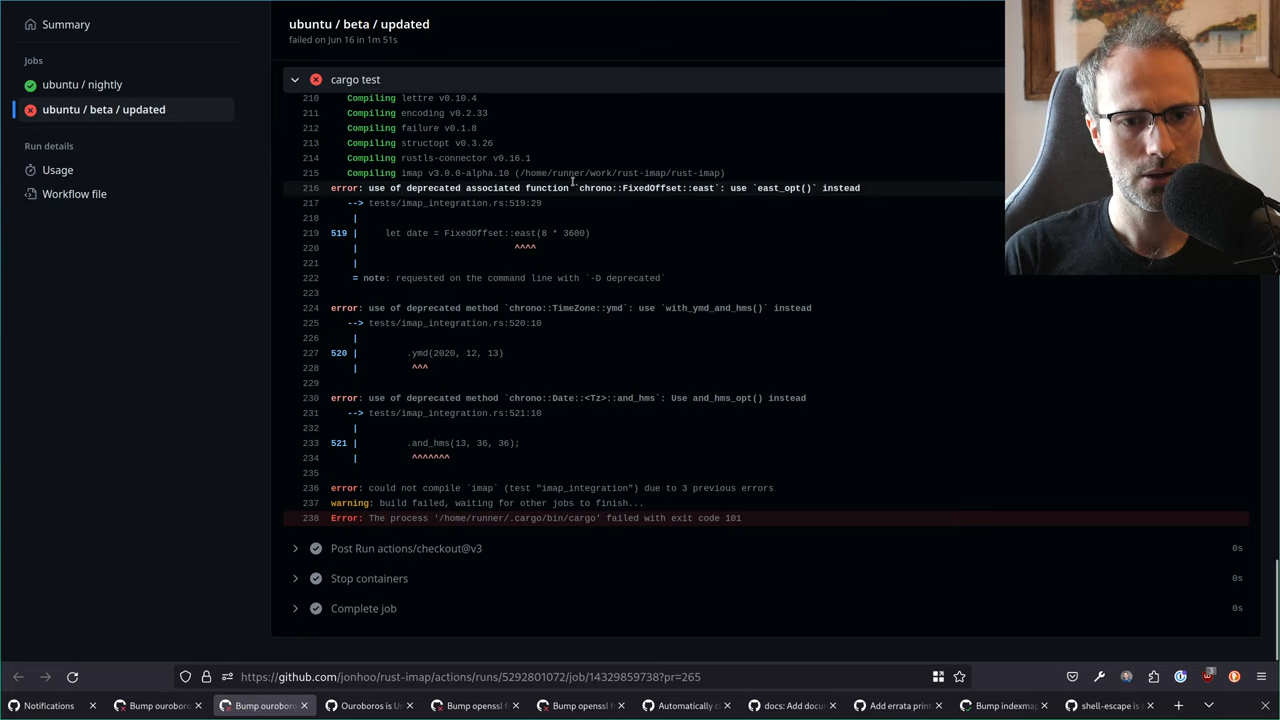 Summary
Jobs
ubuntu / nightly
ubuntu / beta / updated
Run details
Usage
Workflow file
ubuntu / beta / updated
failed on Jun 16 in 1m 51s
cargo test
210 Compiling lettre v0.10.4
211 Compiling encoding v0.2.33
212 Compiling failure v0.1.8
213 Compiling structopt v0.3.26
214 Compiling rustls-connector v0.16.1
215 Compiling imap v3.0.0-alpha.10 (/home/runner/work/rust-imap/rust-imap)
216 error: use of deprecated associated function `chrono::FixedOffset::east`: use `east_opt()` instead
217 --> tests/imap_integration.rs:519:29
218 |
219 519 | let date = FixedOffset::east(8 * 3600)
220 | ^^^^
221 |
222 = note: requested on the command line with `-D deprecated`
223
224 error: use of deprecated method `chrono::TimeZone::ymd`: use `with_ymd_and_hms()` instead
225 --> tests/imap_integration.rs:520:10
226 |
227 520 | .ymd(2020, 12, 13)
228 | ^^^
229
230 error: use of deprecated method `chrono::Date::<Tz>::and_hms`: Use and_hms_opt() instead
231 --> tests/imap_integration.rs:521:10
232 |
233 521 | .and_hms(13, 36, 36);
234 | ^^^^^^^
235
236 error: could not compile `imap` (test "imap_integration") due to 3 previous errors
237 warning: build failed, waiting for other jobs to finish...
238 Error: The process '/home/runner/.cargo/bin/cargo' failed with exit code 101
Post Run actions/checkout@v3 0s
Stop containers 0s
Complete job 0s
https://github.com/jonhoo/rust-imap/actions/runs/5292801072/job/14329859738?pr=265
3
Notifications
Bump ouroboro
Bump ouroboro
Ouroboros is U
Bump openssl f
Bump openssl f
Automatically c
docs: Add docu
Add errata prin
Bump indexmap
shell-escape is